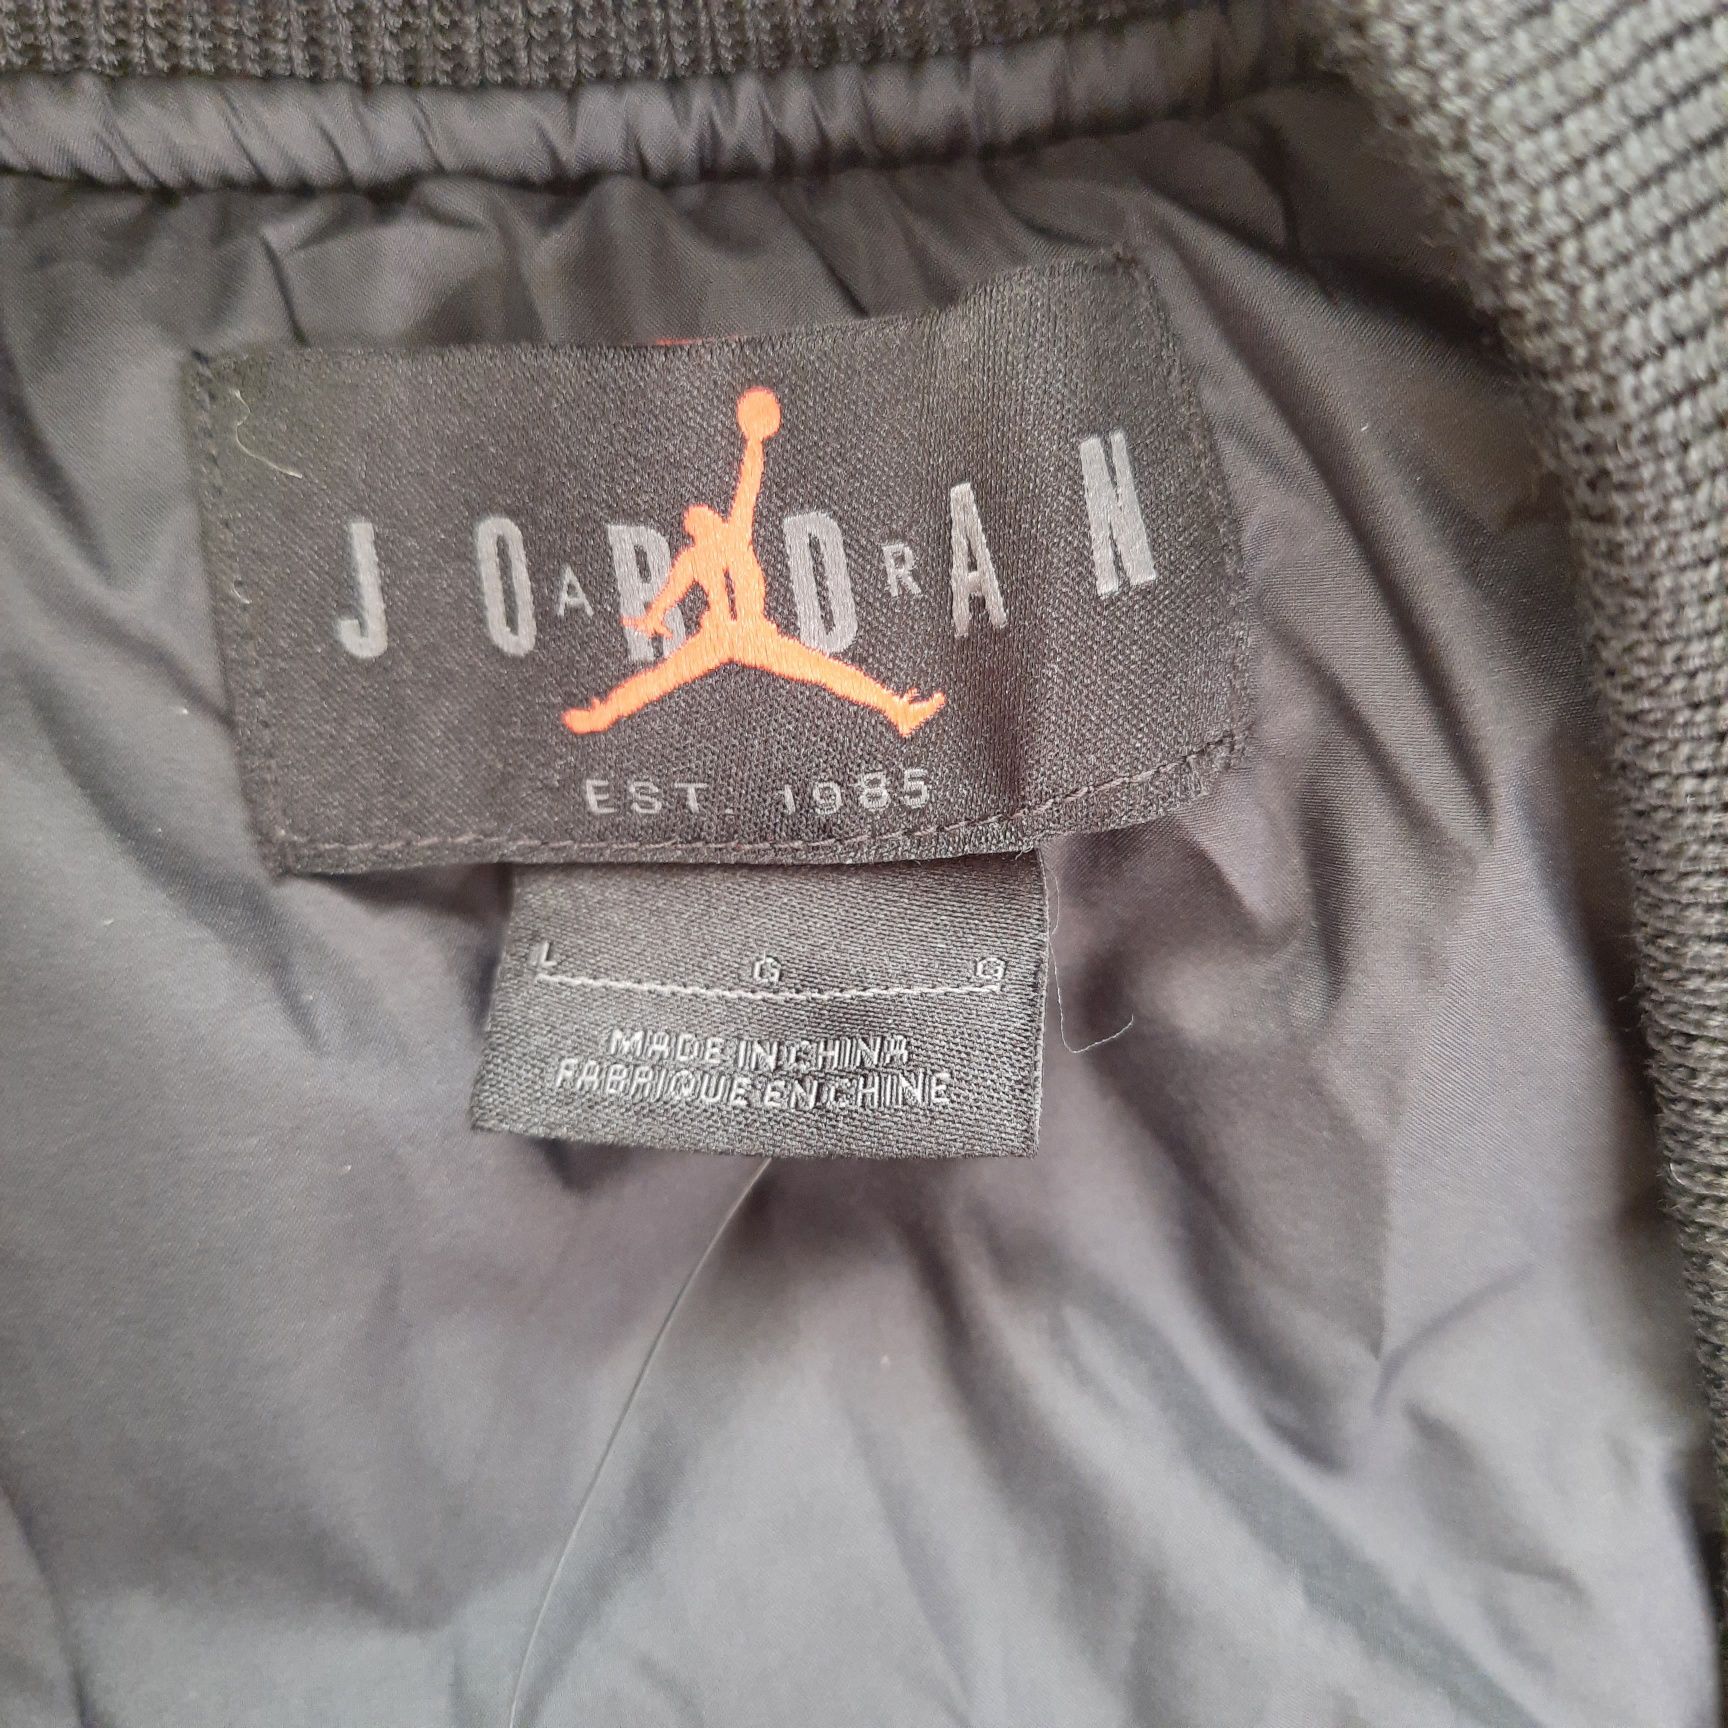 JORDAN
AIR
EST. 1985
L G G
MADE IN CHINA
FABRIQUE EN CHINE